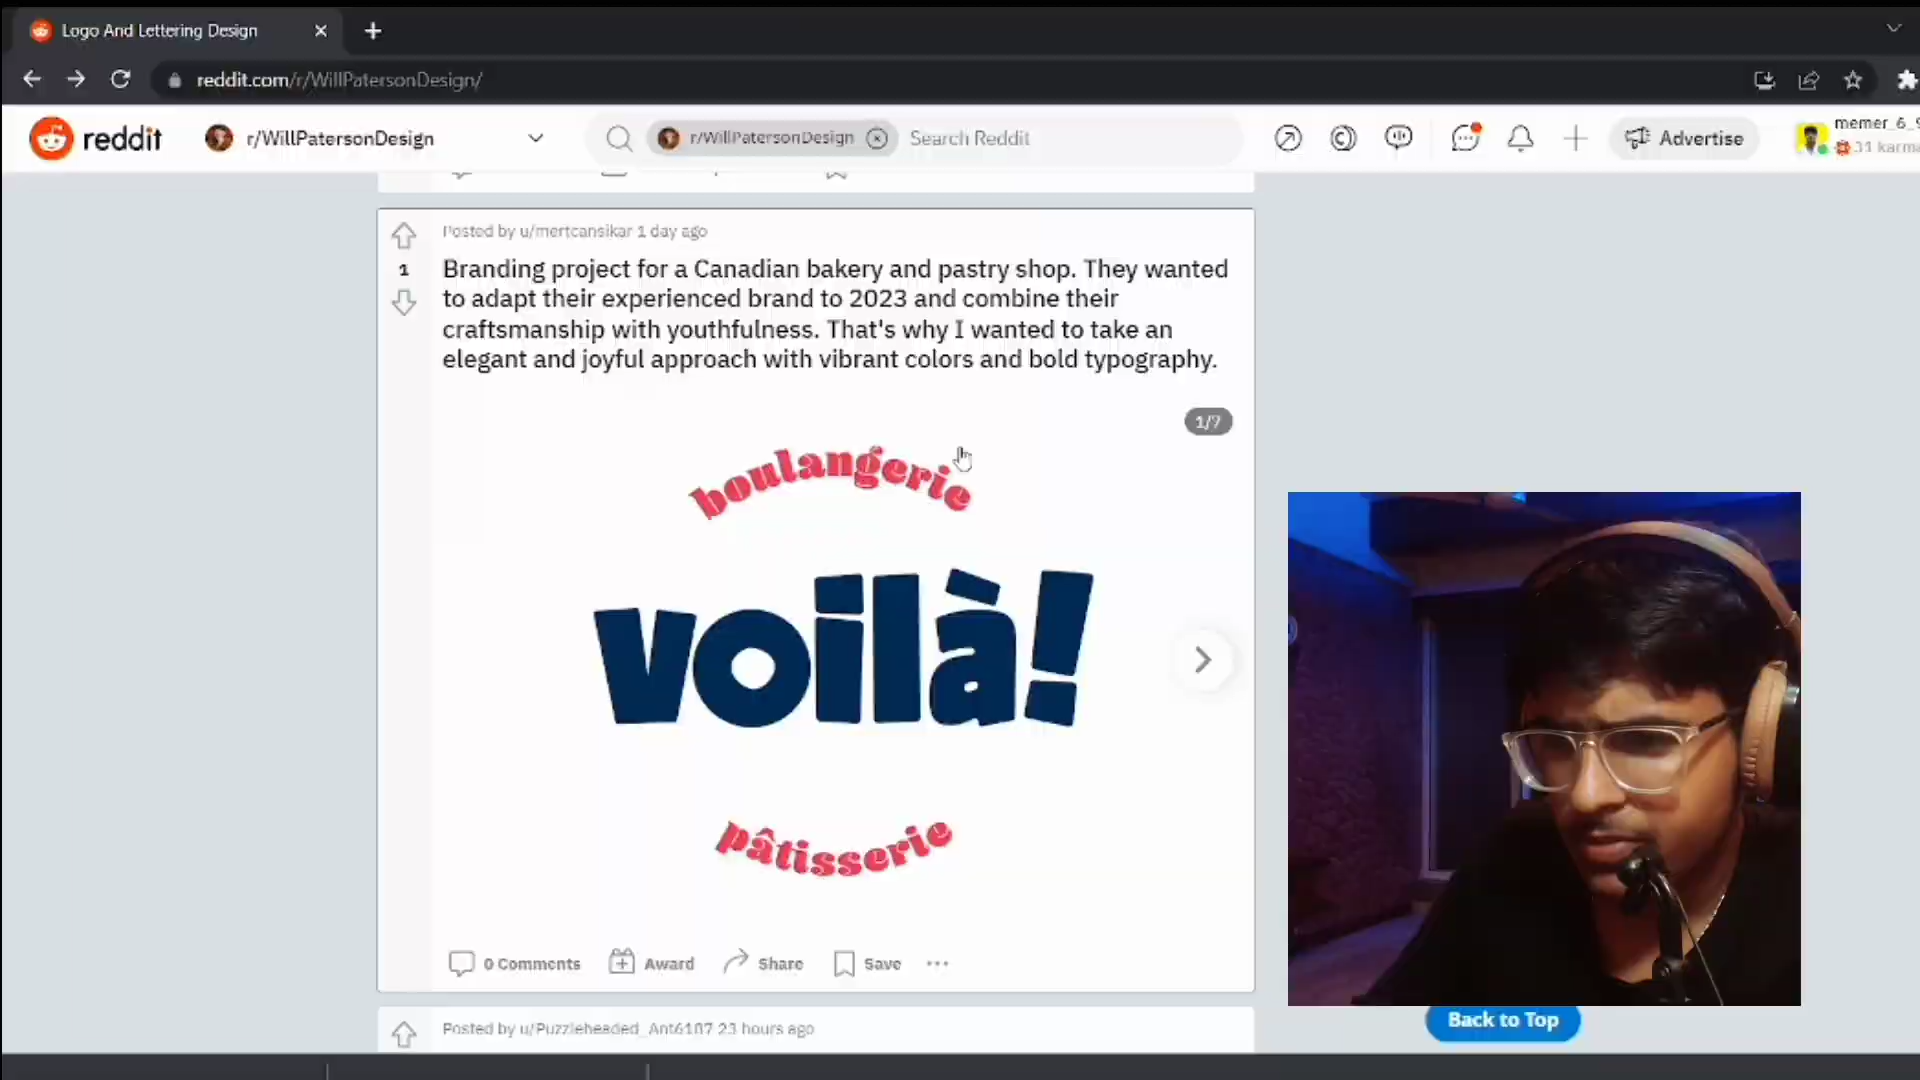 Logo And Lettering Design
reddit.com/r/WillPatersonDesign/
reddit
r/WillPatersonDesign
r/WillPatersonDesign
Search Reddit
Advertise
memer_6_9
31 karma
Posted by u/mertcansikar 1 day ago
1
Branding project for a Canadian bakery and pastry shop. They wanted
to adapt their experienced brand to 2023 and combine their
craftsmanship with youthfulness. That's why I wanted to take an
elegant and joyful approach with vibrant colors and bold typography.
1/7
boulangerie
voilà!
pâtisserie
0 Comments
Award
Share
Save
Back to Top
Posted by u/Puzzleheaded_Ant6187 23 hours ago